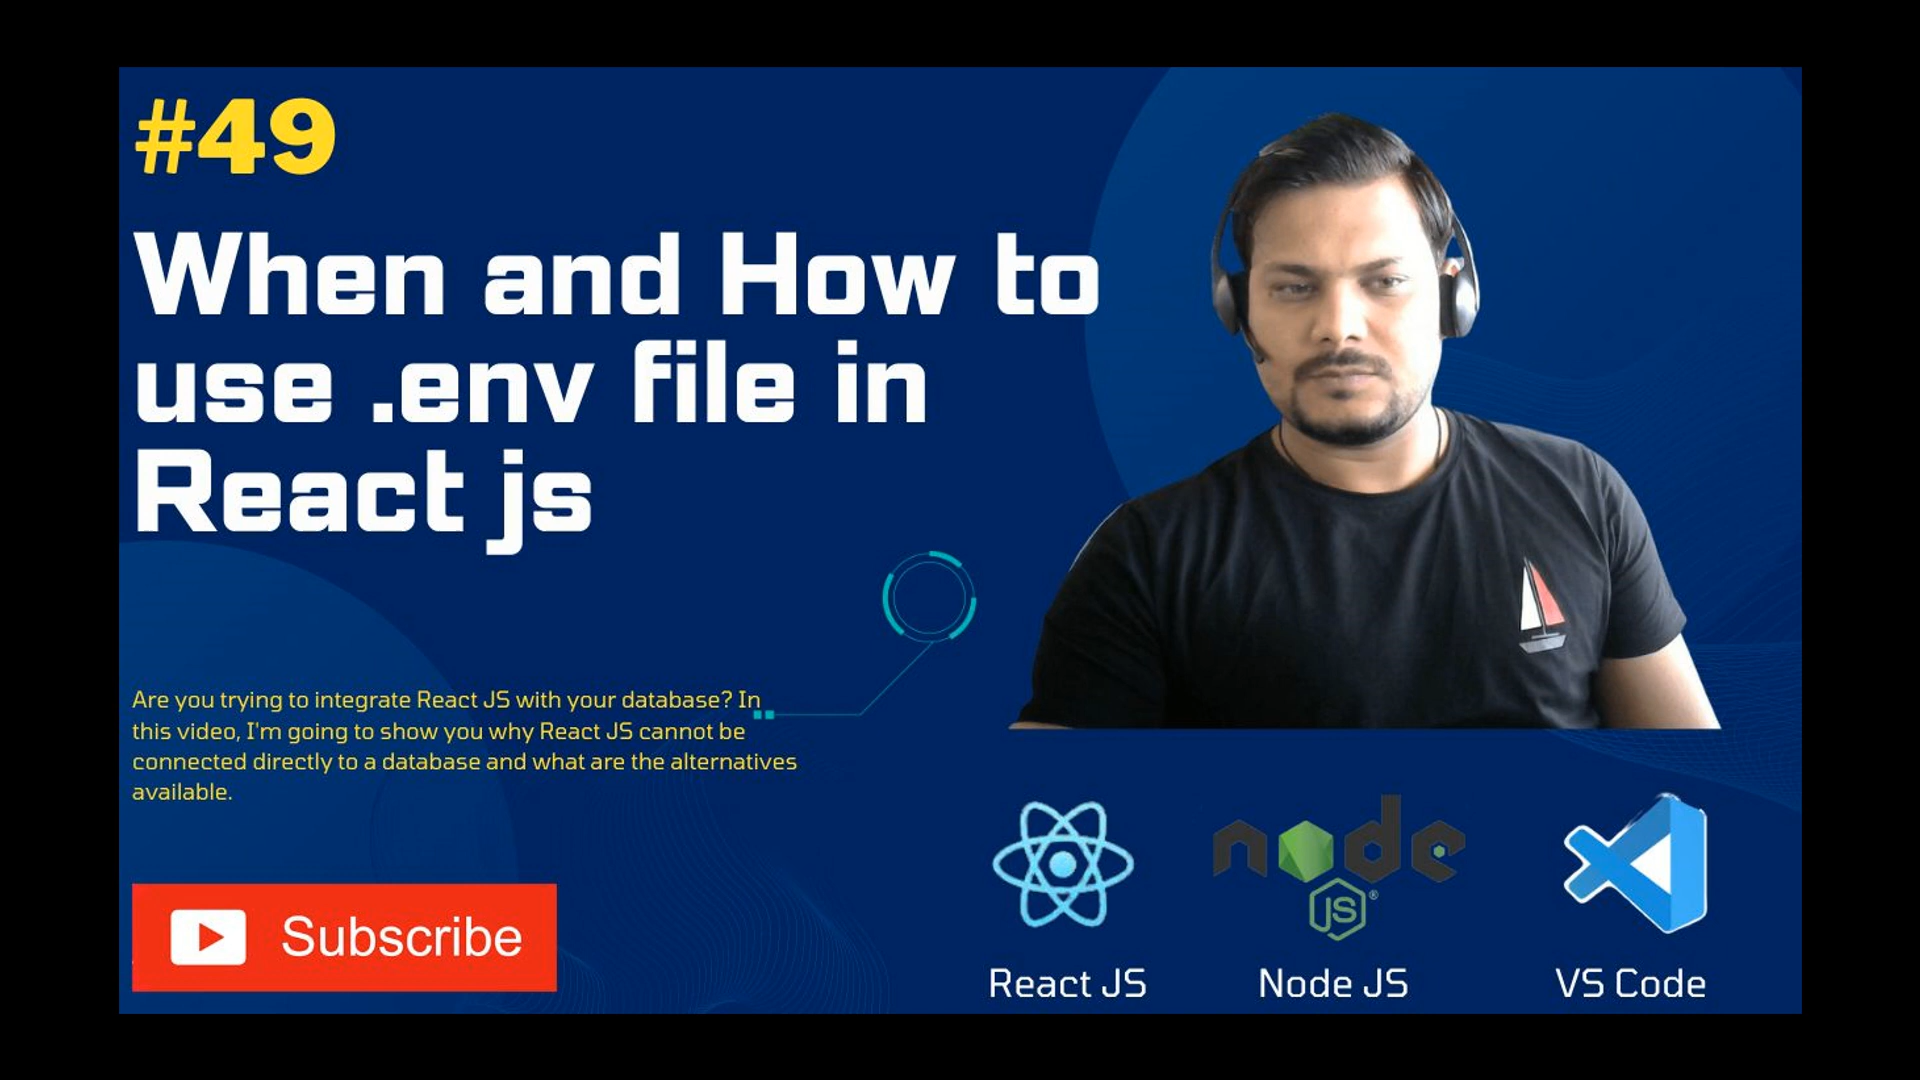 #49
When and How to
use .env file in
React js
Are you trying to integrate React JS with your database? In
this video, I'm going to show you why React JS cannot be
connected directly to a database and what are the alternatives
available.
Subscribe
node
JS®
React JS
Node JS
VS Code